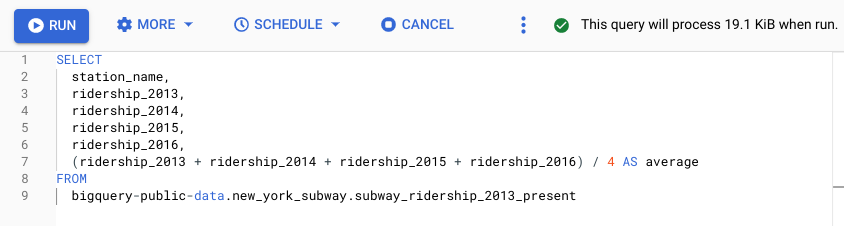 RUN MORE SCHEDULE CANCEL This query will process 19.1 KiB when run.
1 SELECT
2 station_name,
3 ridership_2013,
4 ridership_2014,
5 ridership_2015,
6 ridership_2016,
7 (ridership_2013 + ridership_2014 + ridership_2015 + ridership_2016) / 4 AS average
8 FROM
9 bigquery-public-data.new_york_subway.subway_ridership_2013_present